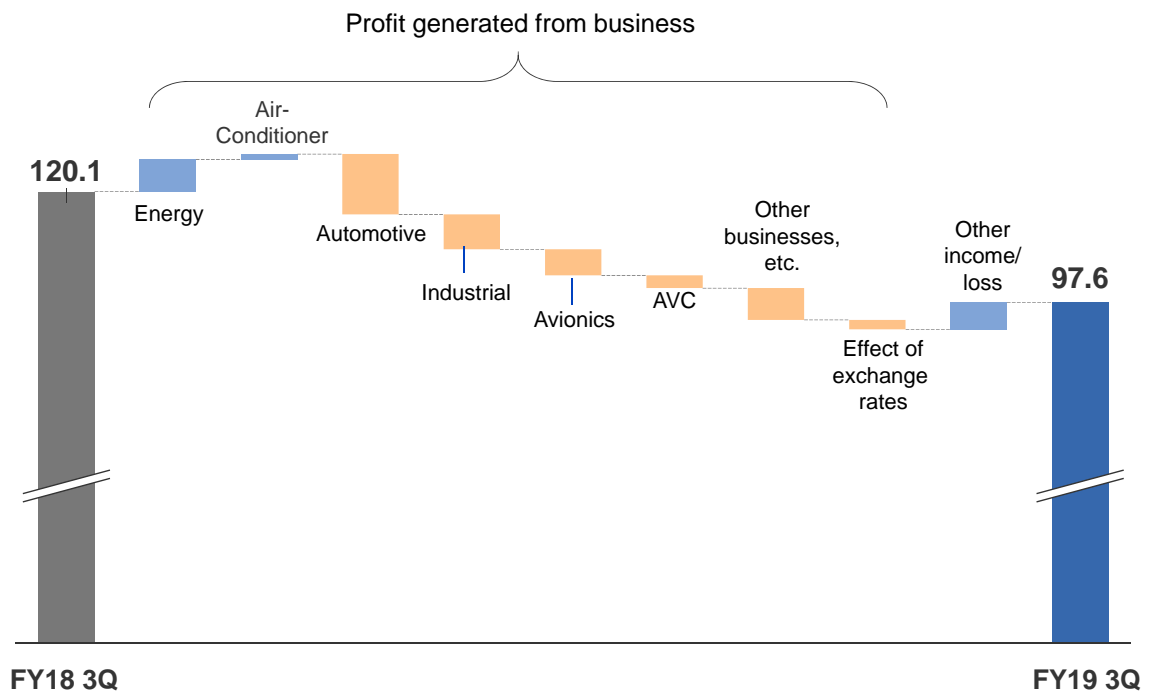 Profit generated from business
Air-
Conditioner
120.1
Energy
Automotive
Industrial
Avionics
AVC
Other
businesses,
etc.
Effect of
exchange
rates
Other
income/
loss
97.6
FY18 3Q
FY19 3Q